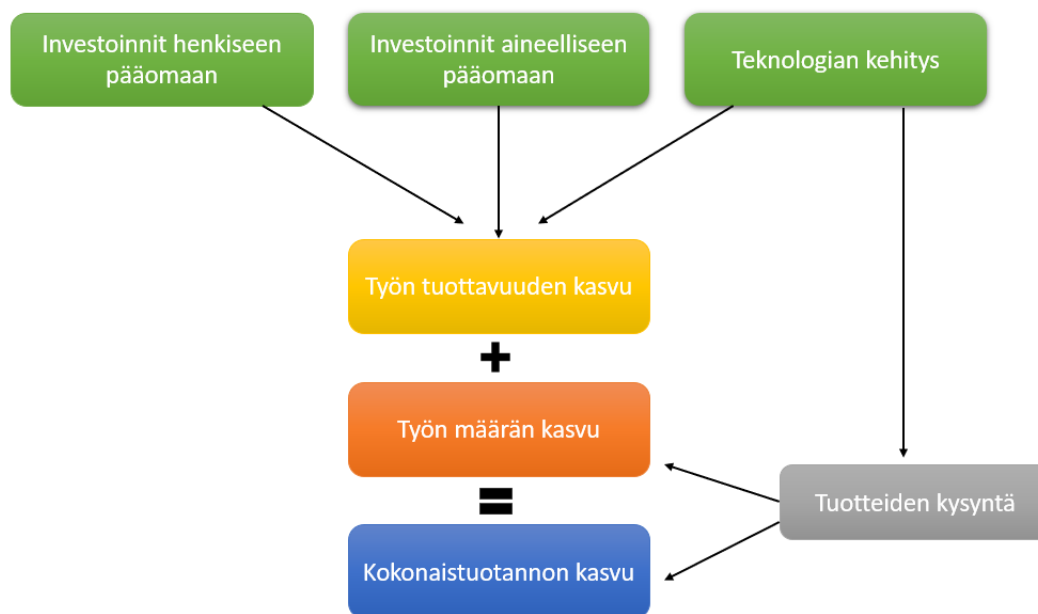 Investoinnit henkiseen
pääomaan
Investoinnit aineelliseen
pääomaan
Teknologian kehitys
Työn tuottavuuden kasvu
+
Työn määrän kasvu
=
Tuotteiden kysyntä
Kokonaistuotannon kasvu